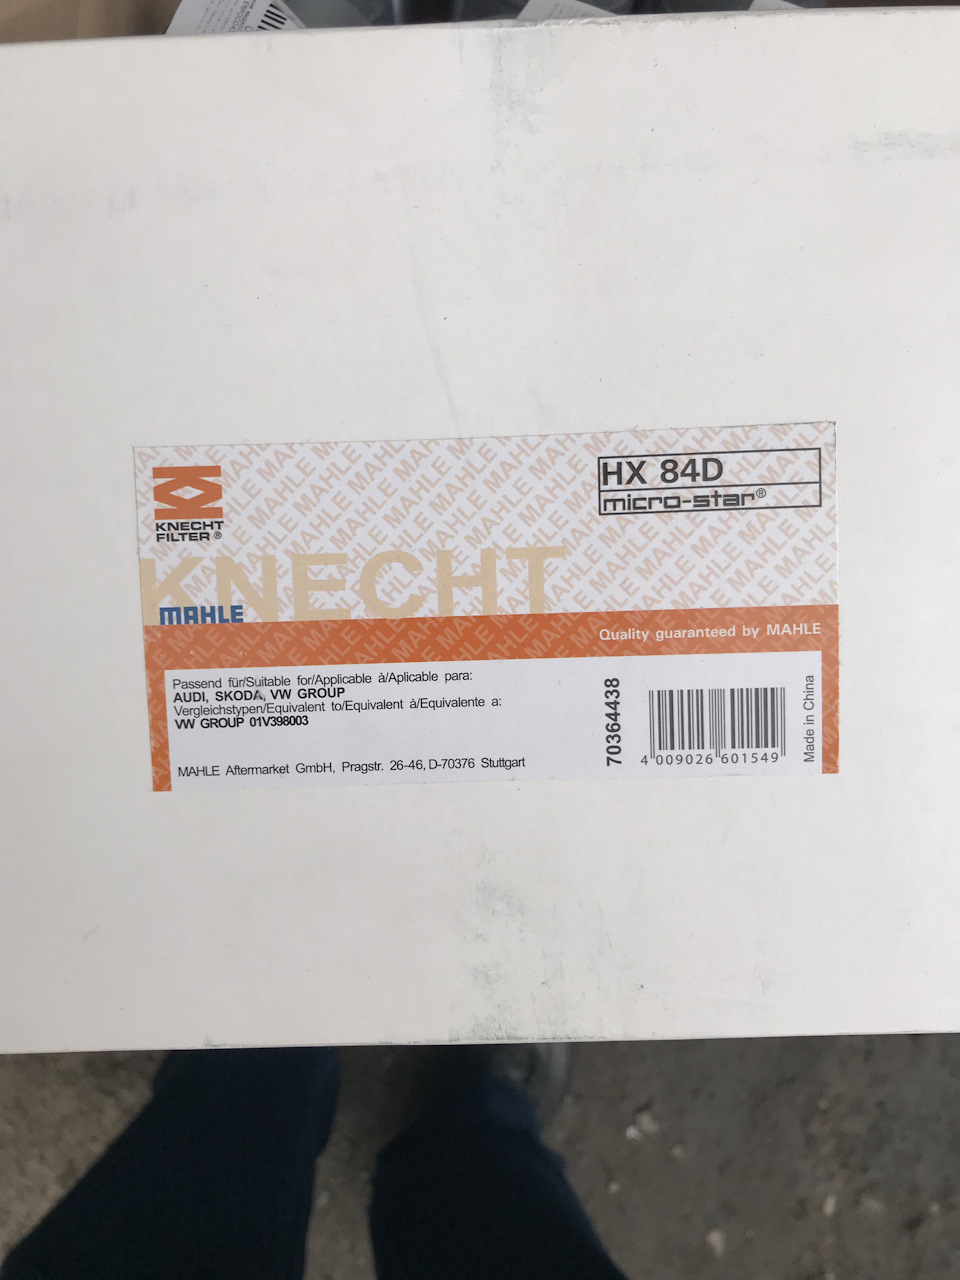 HX 84D
micro-star®
KNECHT
FILTER®
KNECHT
MAHLE
Quality guaranteed by MAHLE
Passend für/Suitable for/Applicable à/Aplicable para:
AUDI, SKODA, VW GROUP
Vergleichstypen/Equivalent to/Equivalent à/Equivalente a:
VW GROUP 01V398003
MAHLE Aftermarket GmbH, Pragstr. 26-46, D-70376 Stuttgart
70364438
4 009026 601549
Made in China